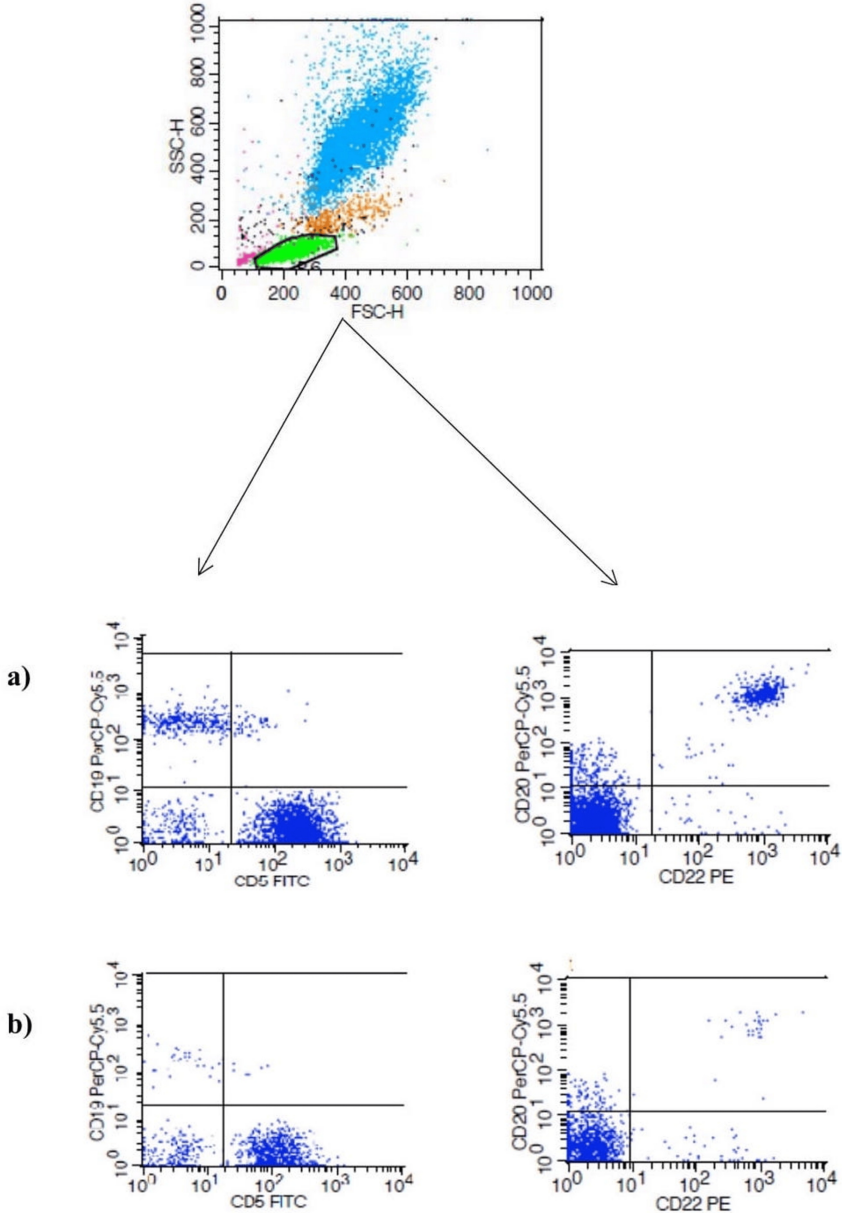 1000
800
600
400
200
0
SSC-H
0 200 400 600 800 1000
FSC-H
a)
10^4
10^3
10^2
10^1
10^0
CD19 PerCP-Cy5.5
10^0 10^1 10^2 10^3 10^4
CD5 FITC
10^4
10^3
10^2
10^1
10^0
CD20 PerCP-Cy5.5
10^0 10^1 10^2 10^3 10^4
CD22 PE
b)
10^4
10^3
10^2
10^1
10^0
CD19 PerCP-Cy5.5
10^0 10^1 10^2 10^3 10^4
CD5 FITC
10^4
10^3
10^2
10^1
10^0
CD20 PerCP-Cy5.5
10^0 10^1 10^2 10^3 10^4
CD22 PE